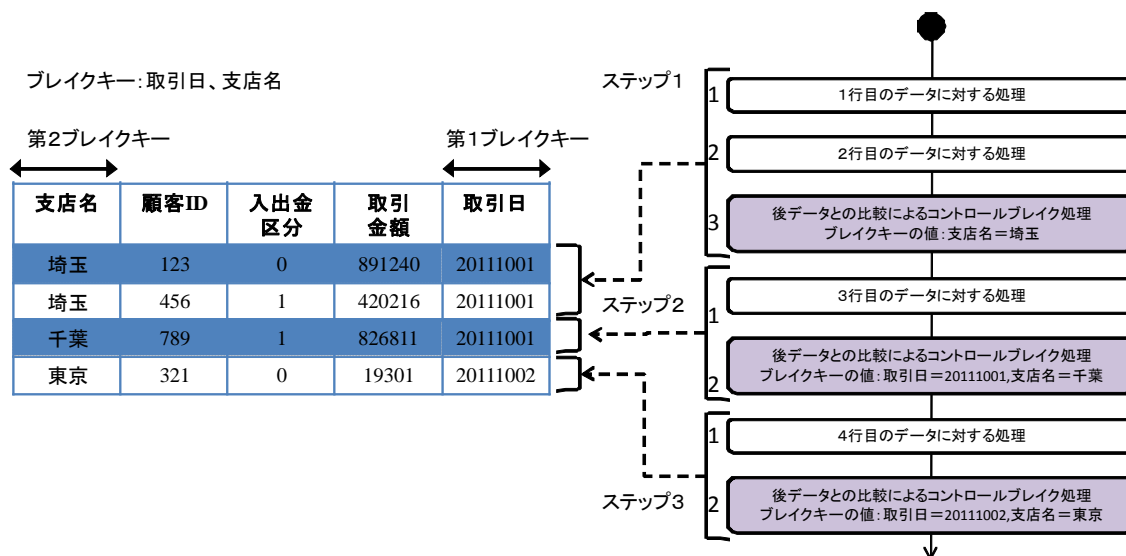 ブレイクキー：取引日、支店名
第２ブレイクキー
第１ブレイクキー
支店名 顧客ID 入出金区分 取引金額 取引日
埼玉 123 0 891240 20111001
埼玉 456 1 420216 20111001
千葉 789 1 826811 20111001
東京 321 0 19301 20111002
ステップ１
1 １行目のデータに対する処理
2 ２行目のデータに対する処理
3 後データとの比較によるコントロールブレイク処理
ブレイクキーの値：支店名＝埼玉
ステップ２
1 ３行目のデータに対する処理
2 後データとの比較によるコントロールブレイク処理
ブレイクキーの値：取引日＝20111001,支店名＝千葉
ステップ３
1 ４行目のデータに対する処理
2 後データとの比較によるコントロールブレイク処理
ブレイクキーの値：取引日＝20111002,支店名＝東京